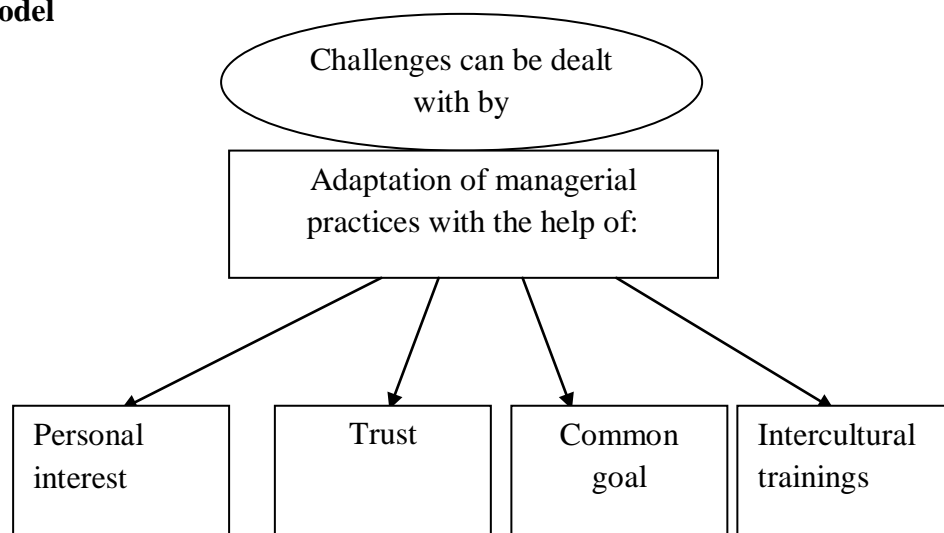 odel
Challenges can be dealt
with by
Adaptation of managerial
practices with the help of:
Personal
interest
Trust
Common
goal
Intercultural
trainings